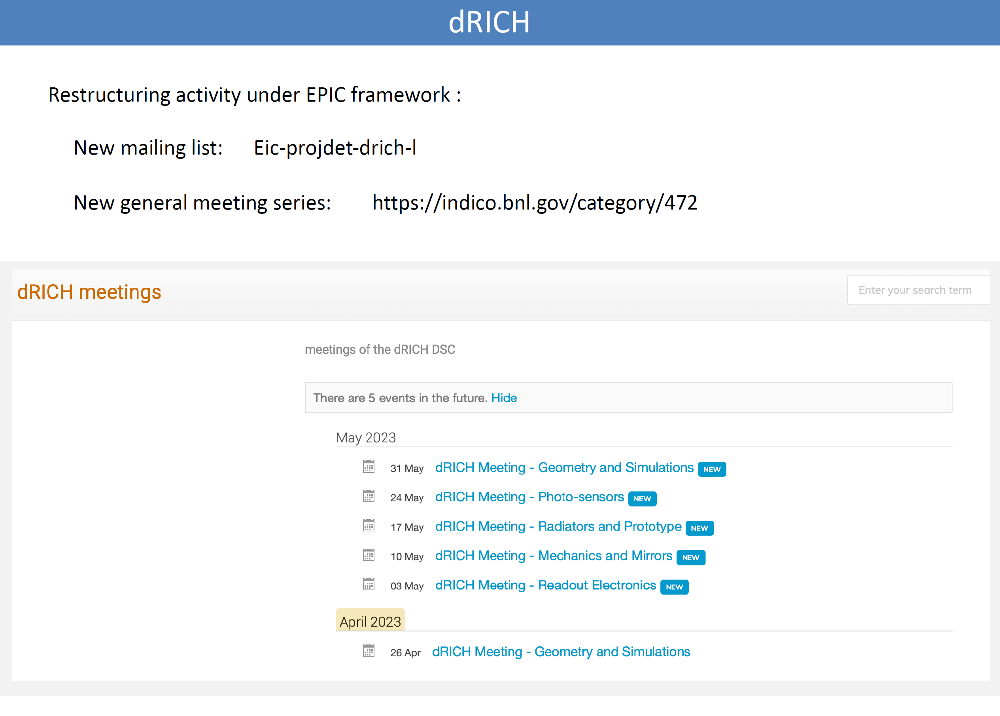 dRICH
Restructuring activity under EPIC framework :
New mailing list: Eic-projdet-drich-l
New general meeting series: https://indico.bnl.gov/category/472
dRICH meetings
Enter your search term
meetings of the dRICH DSC
There are 5 events in the future. Hide
May 2023
31 May dRICH Meeting - Geometry and Simulations NEW
24 May dRICH Meeting - Photo-sensors NEW
17 May dRICH Meeting - Radiators and Prototype NEW
10 May dRICH Meeting - Mechanics and Mirrors NEW
03 May dRICH Meeting - Readout Electronics NEW
April 2023
26 Apr dRICH Meeting - Geometry and Simulations